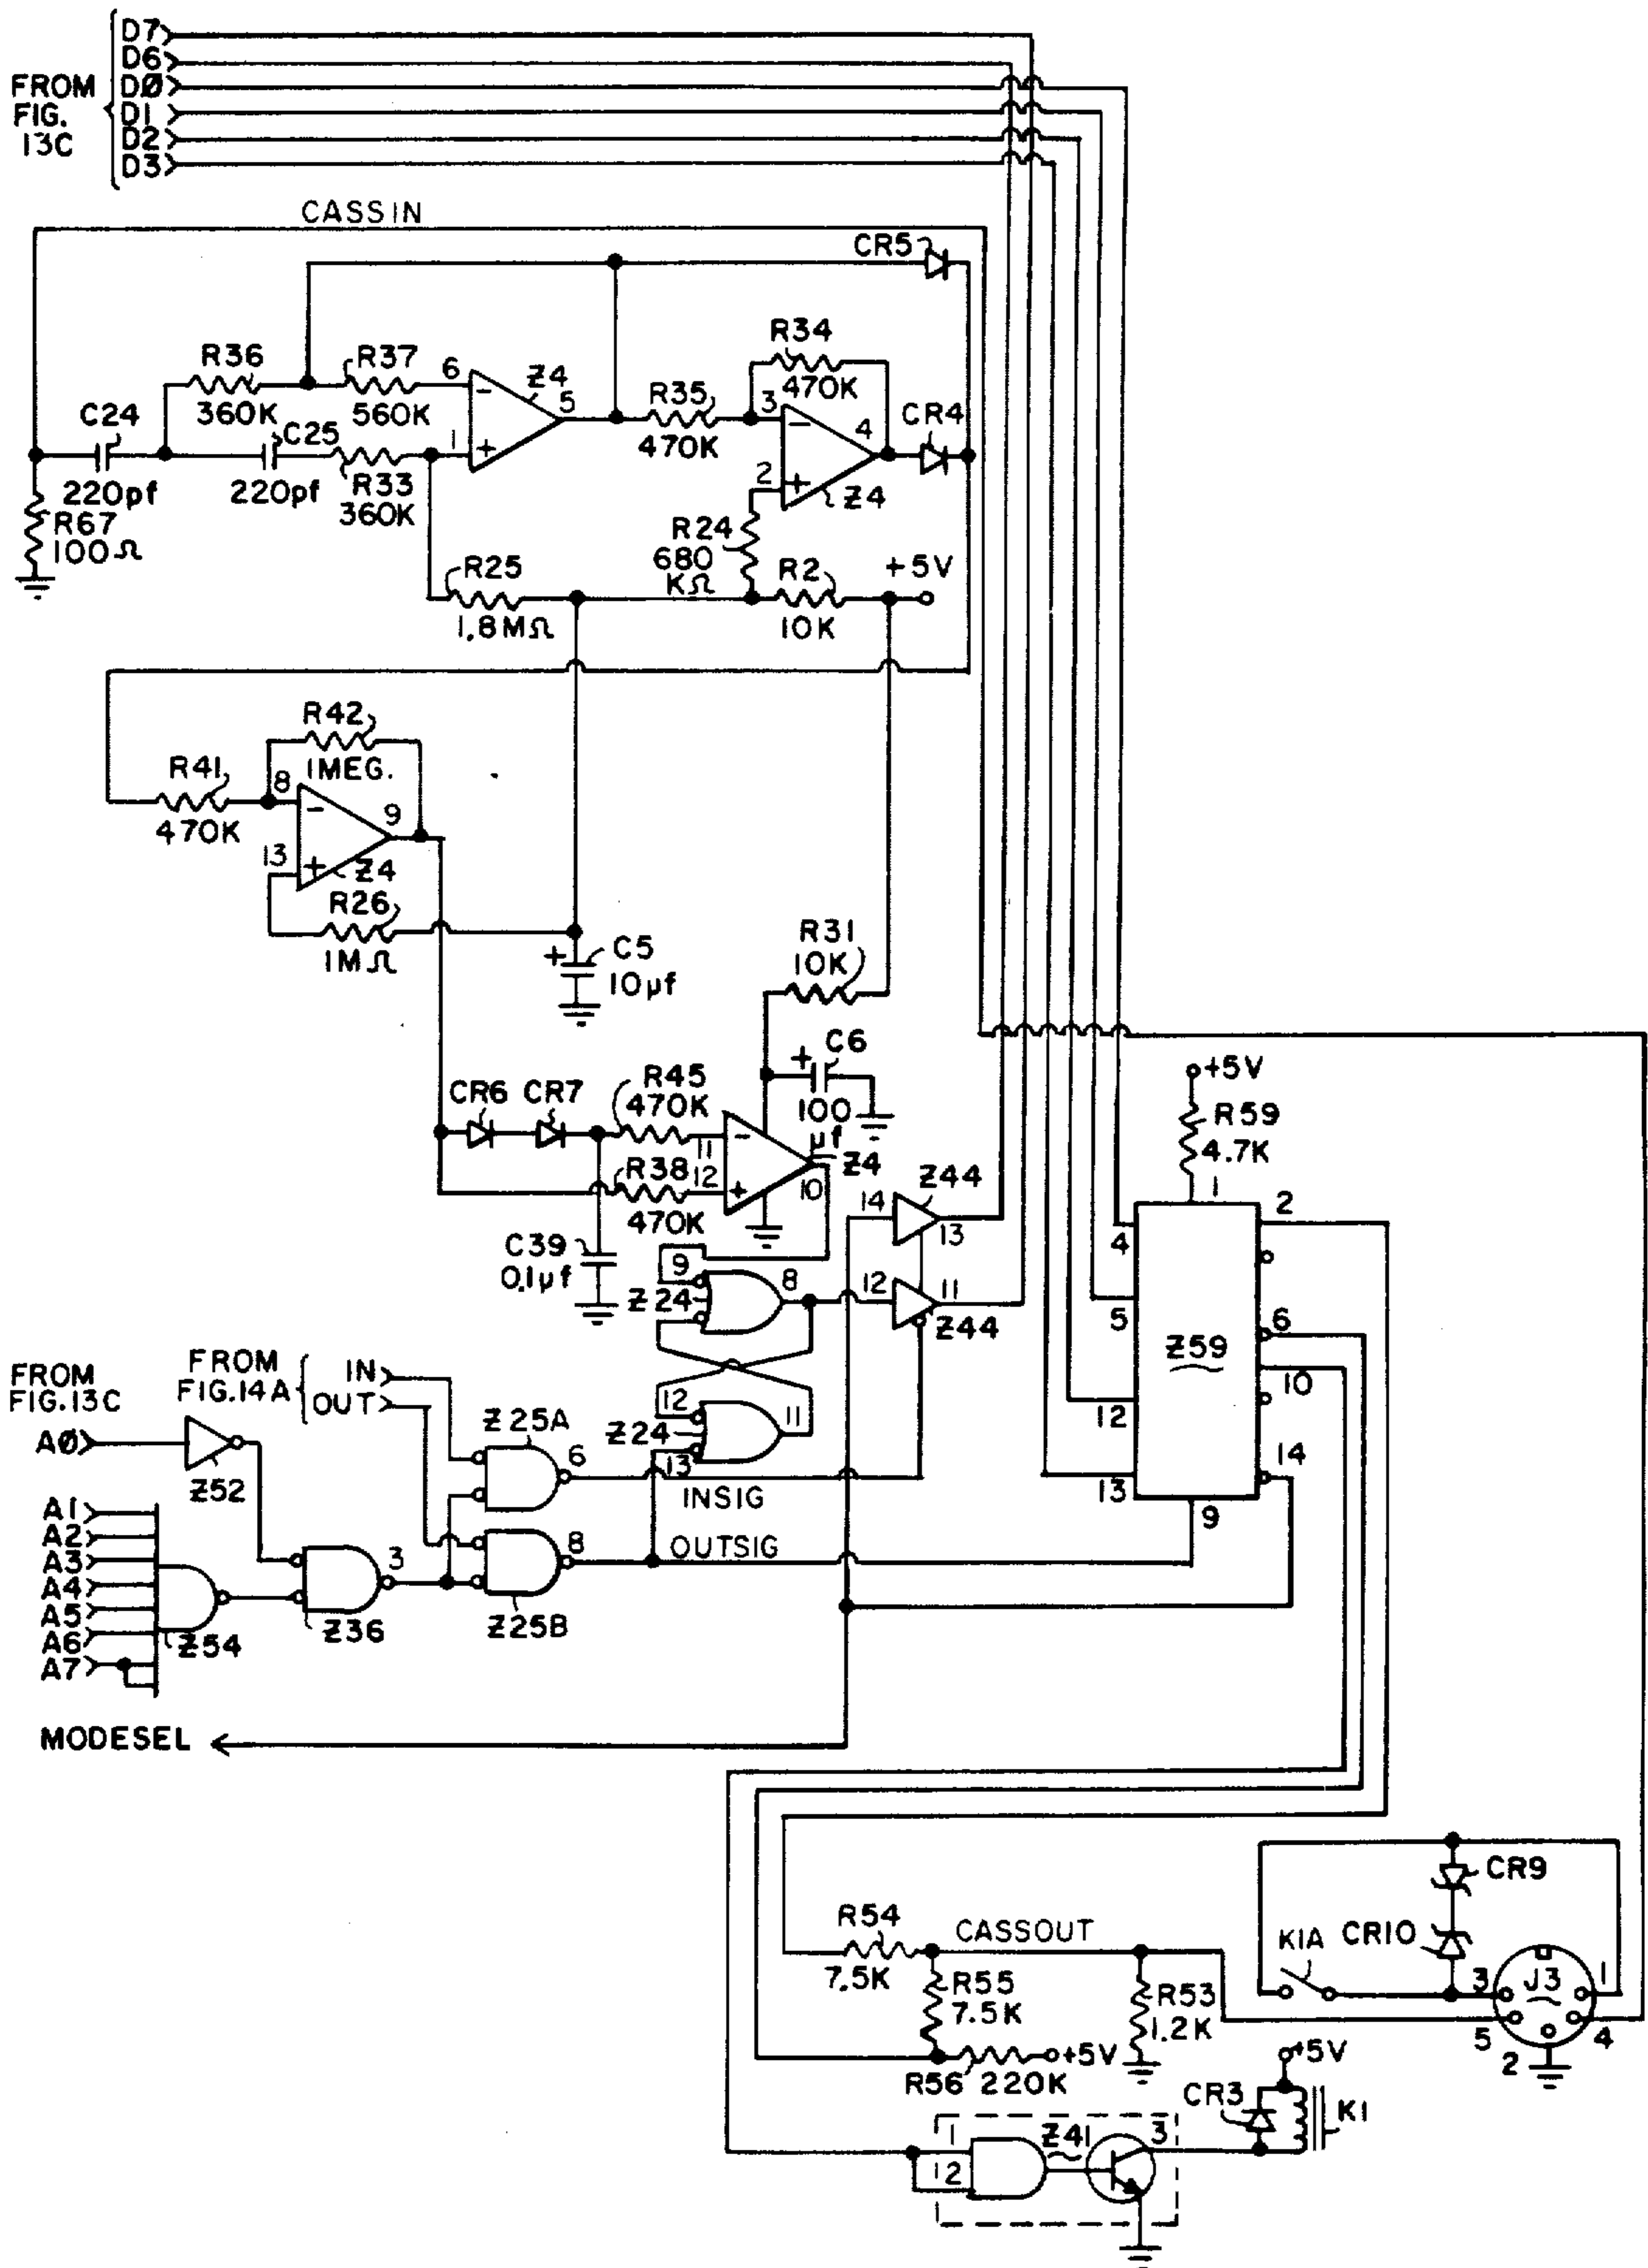 D7
D6
FROM DØ
FIG. D1
13C D2
D3
CASSIN
CR5
R34
470K
R36
360K
R37
560K
6
Z4
5
R35
470K
3
4
CR4
C24
220pf
C25
220pf
R33
360K
1
2
Z4
R67
100Ω
R24
680
KΩ
R25
1.8MΩ
R2
10K
+5V
R42
1MEG.
R41
470K
8
9
13
Z4
R26
1MΩ
C5
10µf
R31
10K
C6
100
µf
CR6 CR7
R45
470K
11
R38
470K
12
10
Z4
C39
0.1µf
+5V
R59
4.7K
14
Z44
13
12
11
Z44
9
8
Z24
12
11
Z24
13
1
2
4
5
6
Z59
10
12
14
13
9
FROM
FIG.13C
FROM
FIG.14A
IN
OUT
AØ
Z52
Z25A
6
INSIG
A1
A2
A3
A4
A5
A6
A7
Z54
3
Z36
8
OUTSIG
Z25B
MODESEL
CR9
R54
7.5K
CASSOUT
K1A
CR10
R55
7.5K
R53
1.2K
3
J3
1
5
2
4
R56 220K
+5V
+5V
CR3
K1
1
2
Z41
3